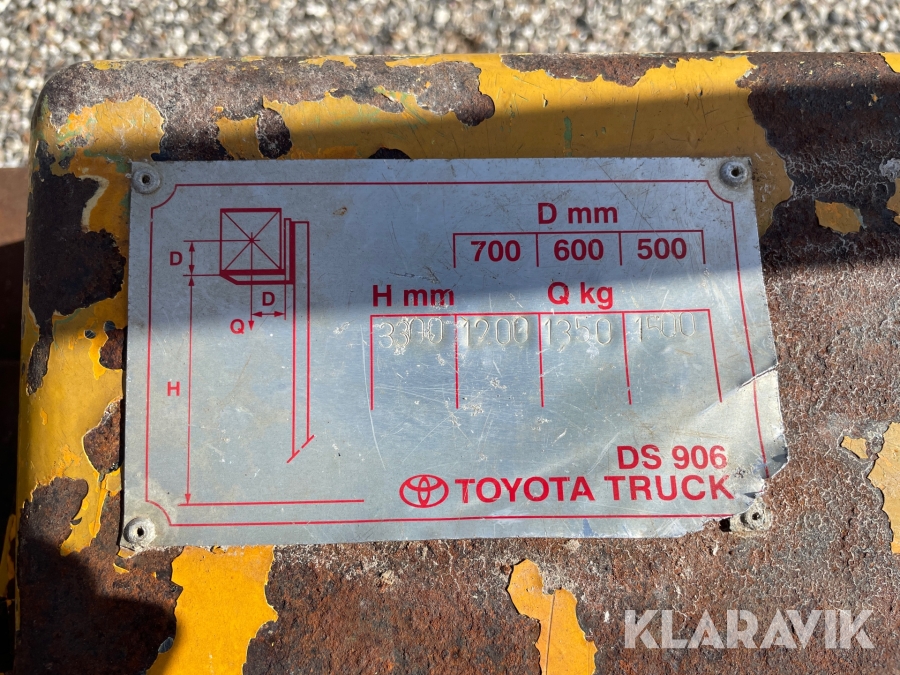 D mm
700 600 500
H mm Q kg
3300 1200 1350 1500
D
D
Q
H
DS 906
TOYOTA TRUCK
KLARAVIK